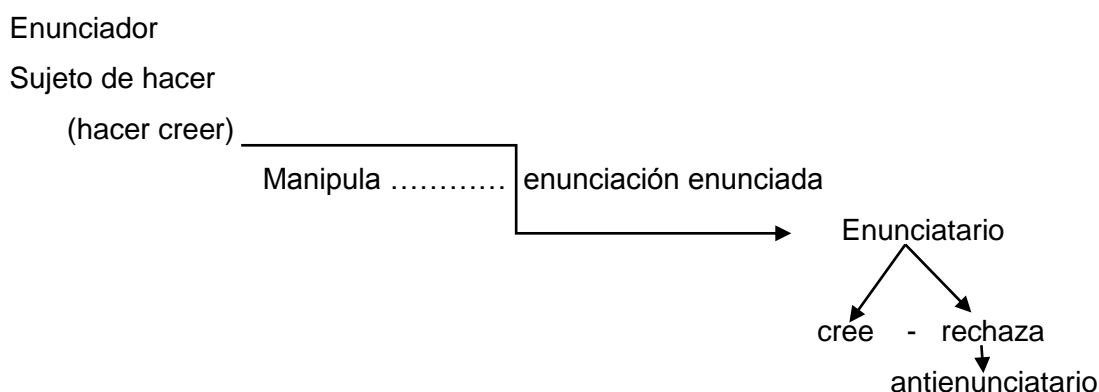 Enunciador
Sujeto de hacer
(hacer creer)
Manipula ………… enunciación enunciada
Enunciatario
cree - rechaza
antienunciatario